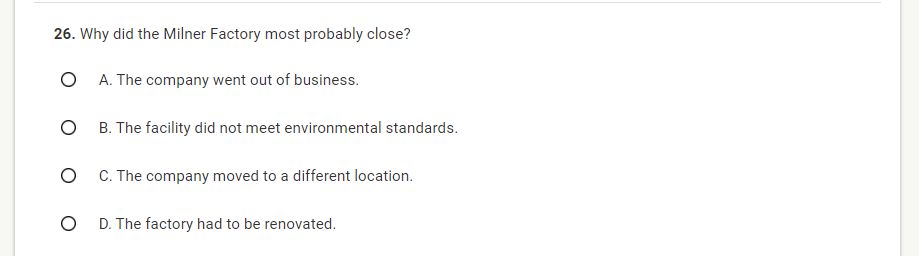 26. Why did the Milner Factory most probably close?
A. The company went out of business.
B. The facility did not meet environmental standards.
C. The company moved to a different location.
D. The factory had to be renovated.